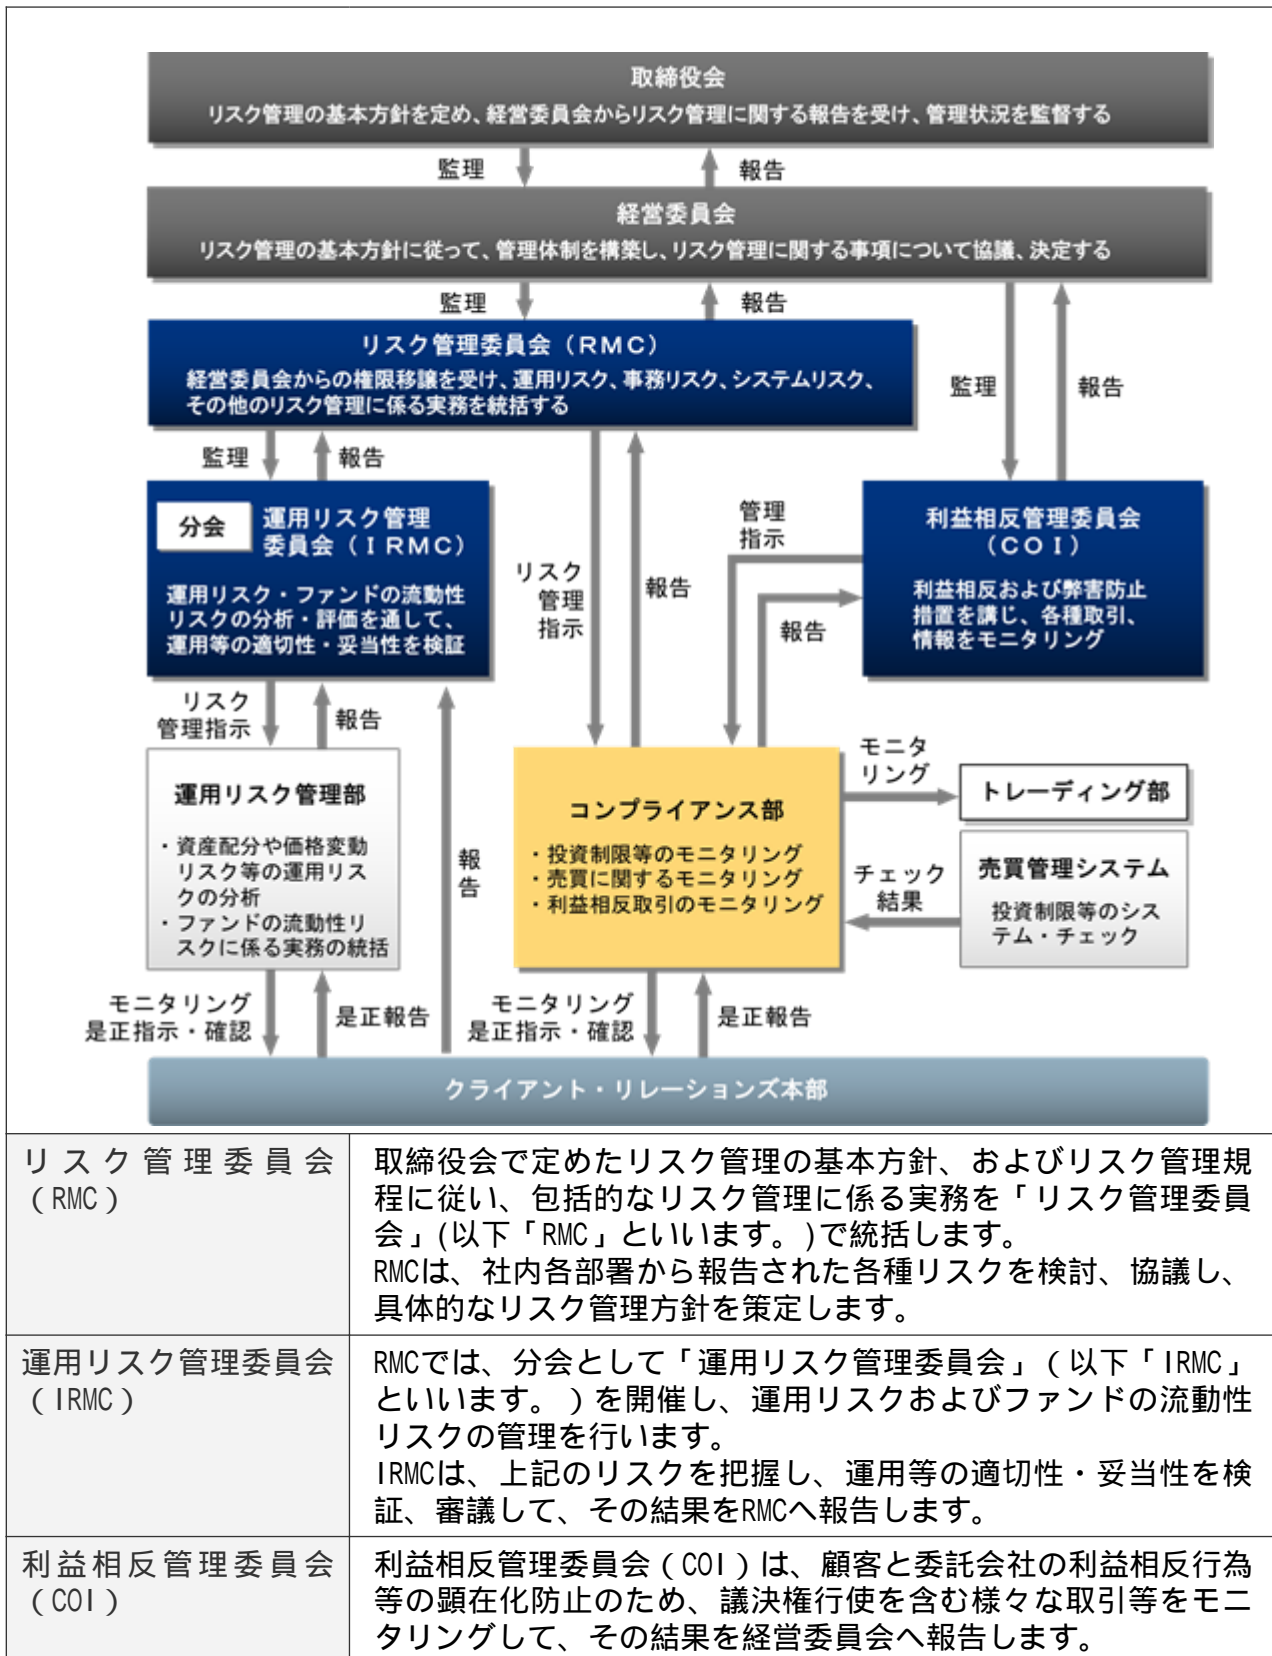 取締役会
リスク管理の基本方針を定め、経営委員会からリスク管理に関する報告を受け、管理状況を監督する
監理
報告
経営委員会
リスク管理の基本方針に従って、管理体制を構築し、リスク管理に関する事項について協議、決定する
監理
報告
リスク管理委員会（ＲＭＣ）
経営委員会からの権限移譲を受け、運用リスク、事務リスク、システムリスク、
その他のリスク管理に係る実務を統括する
監理
報告
監理
報告
分会
運用リスク管理
委員会（ＩＲＭＣ）
運用リスク・ファンドの流動性
リスクの分析・評価を通して、
運用等の適切性・妥当性を検証
リスク
管理
指示
報告
管理
指示
報告
利益相反管理委員会
（ＣＯＩ）
利益相反および弊害防止
措置を講じ、各種取引、
情報をモニタリング
リスク
管理指示
報告
運用リスク管理部
・資産配分や価格変動
リスク等の運用リス
クの分析
・ファンドの流動性リ
スクに係る実務の統括
報
告
コンプライアンス部
・投資制限等のモニタリング
・売買に関するモニタリング
・利益相反取引のモニタリング
モニタ
リング
トレーディング部
チェック
結果
売買管理システム
投資制限等のシス
テム・チェック
モニタリング
是正指示・確認
是正報告
モニタリング
是正指示・確認
是正報告
クライアント・リレーションズ本部
リスク管理委員会
（RMC）
取締役会で定めたリスク管理の基本方針、およびリスク管理規
程に従い、包括的なリスク管理に係る実務を「リスク管理委員
会」(以下「RMC」といいます。)で統括します。
RMCは、社内各部署から報告された各種リスクを検討、協議し、
具体的なリスク管理方針を策定します。
運用リスク管理委員会
（IRMC）
RMCでは、分会として「運用リスク管理委員会」（以下「IRMC」
といいます。）を開催し、運用リスクおよびファンドの流動性
リスクの管理を行います。
IRMCは、上記のリスクを把握し、運用等の適切性・妥当性を検
証、審議して、その結果をRMCへ報告します。
利益相反管理委員会
（COI）
利益相反管理委員会（COI）は、顧客と委託会社の利益相反行為
等の顕在化防止のため、議決権行使を含む様々な取引等をモニ
タリングして、その結果を経営委員会へ報告します。